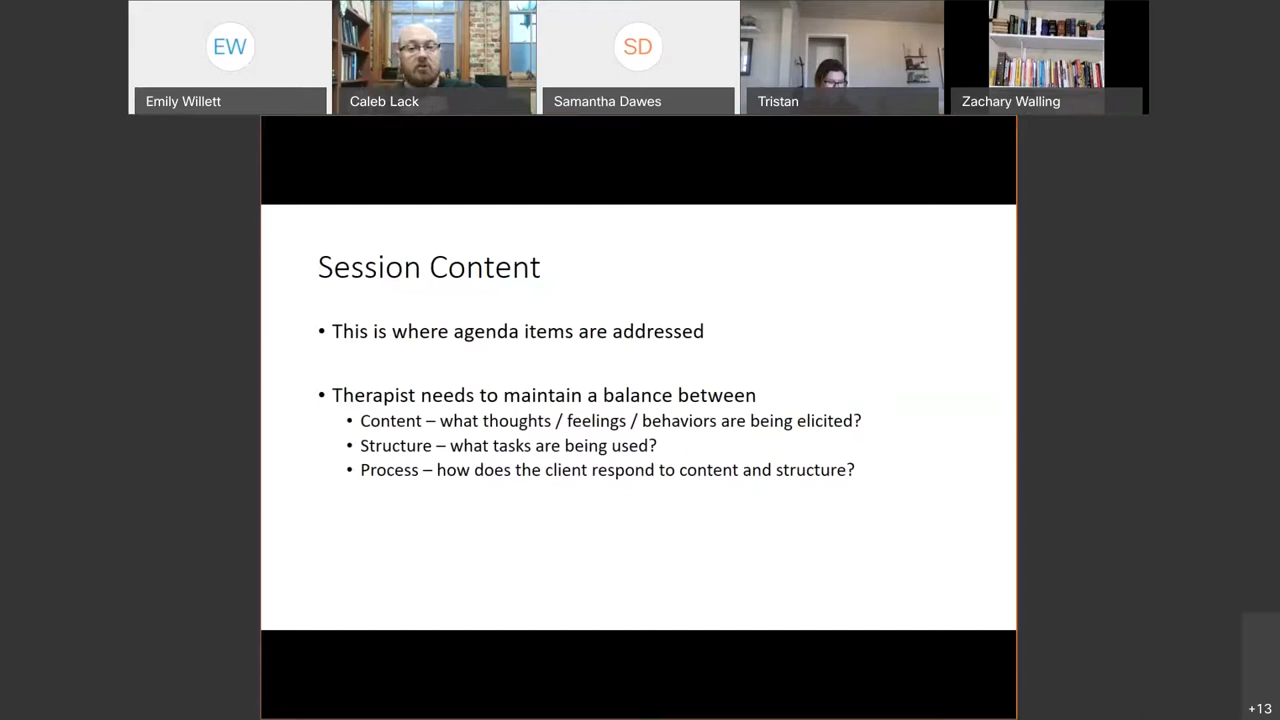 EW
SD
Emily Willett
Caleb Lack
Samantha Dawes
Tristan
Zachary Walling
Session Content
• This is where agenda items are addressed
• Therapist needs to maintain a balance between
• Content – what thoughts / feelings / behaviors are being elicited?
• Structure – what tasks are being used?
• Process – how does the client respond to content and structure?
+13